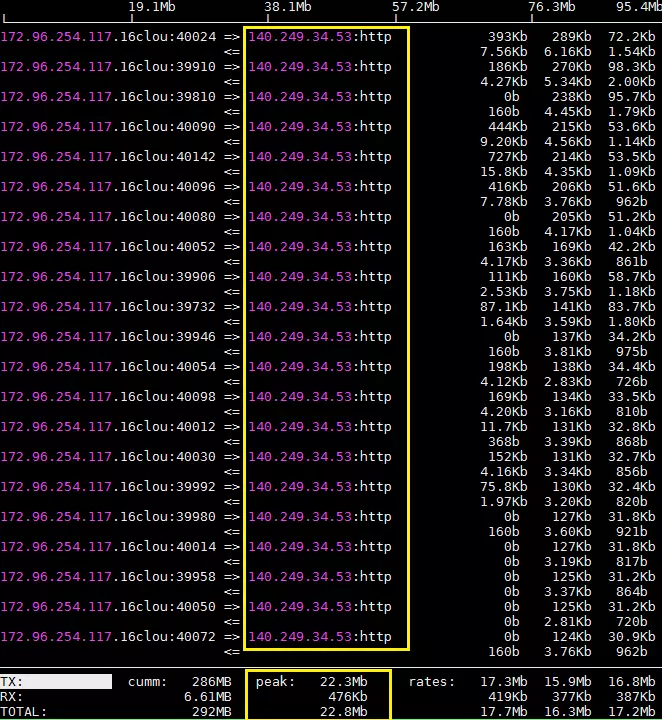 19.1Mb 38.1Mb 57.2Mb 76.3Mb 95.4Mb
172.96.254.117.16clou:40024 => 140.249.34.53:http 393Kb 289Kb 72.2Kb
<= 7.56Kb 6.16Kb 1.54Kb
172.96.254.117.16clou:39910 => 140.249.34.53:http 186Kb 270Kb 98.3Kb
<= 4.27Kb 5.34Kb 2.00Kb
172.96.254.117.16clou:39810 => 140.249.34.53:http 0b 238Kb 95.7Kb
<= 160b 4.45Kb 1.79Kb
172.96.254.117.16clou:40090 => 140.249.34.53:http 444Kb 215Kb 53.6Kb
<= 9.20Kb 4.56Kb 1.14Kb
172.96.254.117.16clou:40142 => 140.249.34.53:http 727Kb 214Kb 53.5Kb
<= 15.8Kb 4.35Kb 1.09Kb
172.96.254.117.16clou:40096 => 140.249.34.53:http 416Kb 206Kb 51.6Kb
<= 7.78Kb 3.76Kb 962b
172.96.254.117.16clou:40080 => 140.249.34.53:http 0b 205Kb 51.2Kb
<= 160b 4.17Kb 1.04Kb
172.96.254.117.16clou:40052 => 140.249.34.53:http 163Kb 169Kb 42.2Kb
<= 4.17Kb 3.36Kb 861b
172.96.254.117.16clou:39906 => 140.249.34.53:http 111Kb 160Kb 58.7Kb
<= 2.53Kb 3.75Kb 1.18Kb
172.96.254.117.16clou:39732 => 140.249.34.53:http 87.1Kb 141Kb 83.7Kb
<= 1.64Kb 3.59Kb 1.80Kb
172.96.254.117.16clou:39946 => 140.249.34.53:http 0b 137Kb 34.2Kb
<= 160b 3.81Kb 975b
172.96.254.117.16clou:40054 => 140.249.34.53:http 198Kb 138Kb 34.4Kb
<= 4.12Kb 2.83Kb 726b
172.96.254.117.16clou:40098 => 140.249.34.53:http 169Kb 134Kb 33.5Kb
<= 4.20Kb 3.16Kb 810b
172.96.254.117.16clou:40012 => 140.249.34.53:http 11.7Kb 131Kb 32.8Kb
<= 368b 3.39Kb 868b
172.96.254.117.16clou:40030 => 140.249.34.53:http 152Kb 131Kb 32.7Kb
<= 4.16Kb 3.34Kb 856b
172.96.254.117.16clou:39992 => 140.249.34.53:http 75.8Kb 130Kb 32.4Kb
<= 1.97Kb 3.20Kb 820b
172.96.254.117.16clou:39980 => 140.249.34.53:http 0b 127Kb 31.8Kb
<= 160b 3.60Kb 921b
172.96.254.117.16clou:40014 => 140.249.34.53:http 0b 127Kb 31.8Kb
<= 0b 3.19Kb 817b
172.96.254.117.16clou:39958 => 140.249.34.53:http 0b 125Kb 31.2Kb
<= 0b 3.37Kb 864b
172.96.254.117.16clou:40050 => 140.249.34.53:http 0b 125Kb 31.2Kb
<= 0b 2.81Kb 720b
172.96.254.117.16clou:40072 => 140.249.34.53:http 0b 124Kb 30.9Kb
<= 160b 3.76Kb 962b
TX: cumm: 286MB peak: 22.3Mb rates: 17.3Mb 15.9Mb 16.8Mb
RX: 6.61MB 476Kb 419Kb 377Kb 387Kb
TOTAL: 292MB 22.8Mb 17.7Mb 16.3Mb 17.2Mb